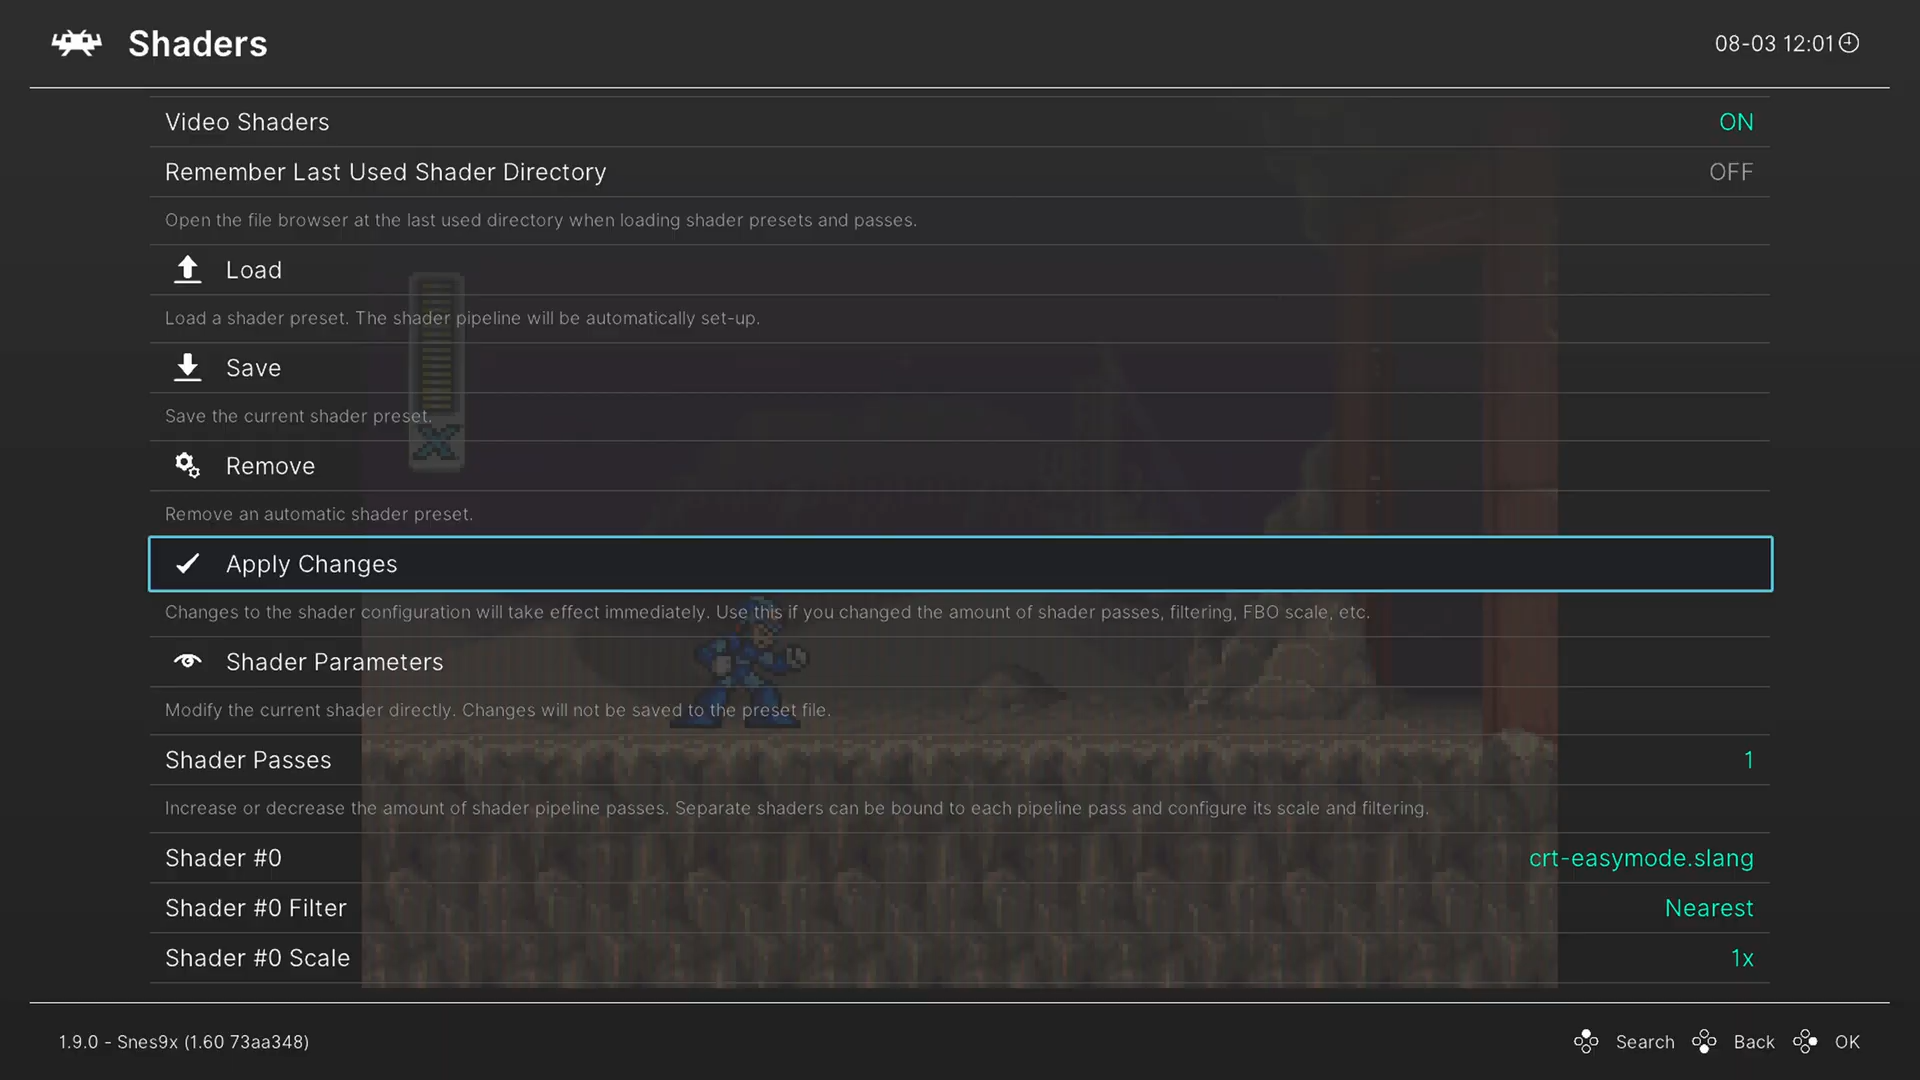 Shaders
08-03 12:01
Video Shaders ON
Remember Last Used Shader Directory OFF
Open the file browser at the last used directory when loading shader presets and passes.
Load
Load a shader preset. The shader pipeline will be automatically set-up.
Save
Save the current shader preset.
Remove
Remove an automatic shader preset.
Apply Changes
Changes to the shader configuration will take effect immediately. Use this if you changed the amount of shader passes, filtering, FBO scale, etc.
Shader Parameters
Modify the current shader directly. Changes will not be saved to the preset file.
Shader Passes 1
Increase or decrease the amount of shader pipeline passes. Separate shaders can be bound to each pipeline pass and configure its scale and filtering.
Shader #0 crt-easymode.slang
Shader #0 Filter Nearest
Shader #0 Scale 1x
1.9.0 - Snes9x (1.60 73aa348)
Search Back OK